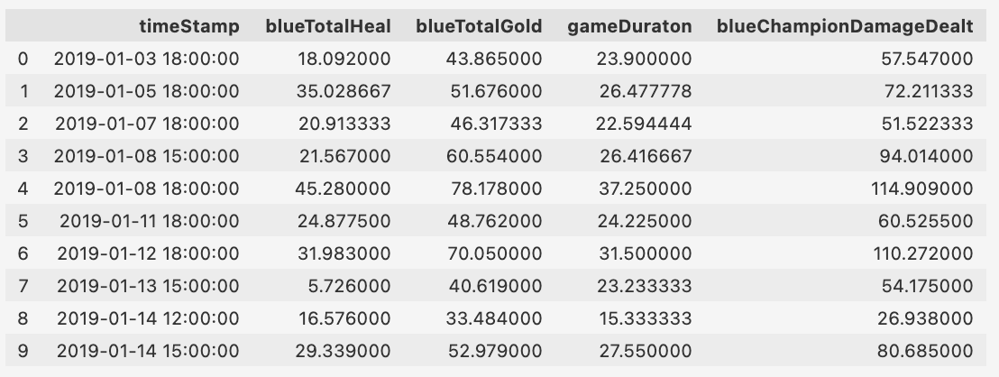 timeStamp blueTotalHeal blueTotalGold gameDuraton blueChampionDamageDealt
0 2019-01-03 18:00:00 18.092000 43.865000 23.900000 57.547000
1 2019-01-05 18:00:00 35.028667 51.676000 26.477778 72.211333
2 2019-01-07 18:00:00 20.913333 46.317333 22.594444 51.522333
3 2019-01-08 15:00:00 21.567000 60.554000 26.416667 94.014000
4 2019-01-08 18:00:00 45.280000 78.178000 37.250000 114.909000
5 2019-01-11 18:00:00 24.877500 48.762000 24.225000 60.525500
6 2019-01-12 18:00:00 31.983000 70.050000 31.500000 110.272000
7 2019-01-13 15:00:00 5.726000 40.619000 23.233333 54.175000
8 2019-01-14 12:00:00 16.576000 33.484000 15.333333 26.938000
9 2019-01-14 15:00:00 29.339000 52.979000 27.550000 80.685000